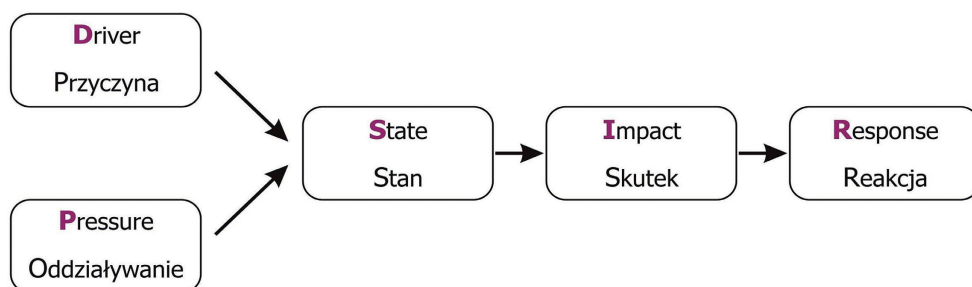 Driver
Przyczyna
Pressure
Oddziaływanie
State
Stan
Impact
Skutek
Response
Reakcja